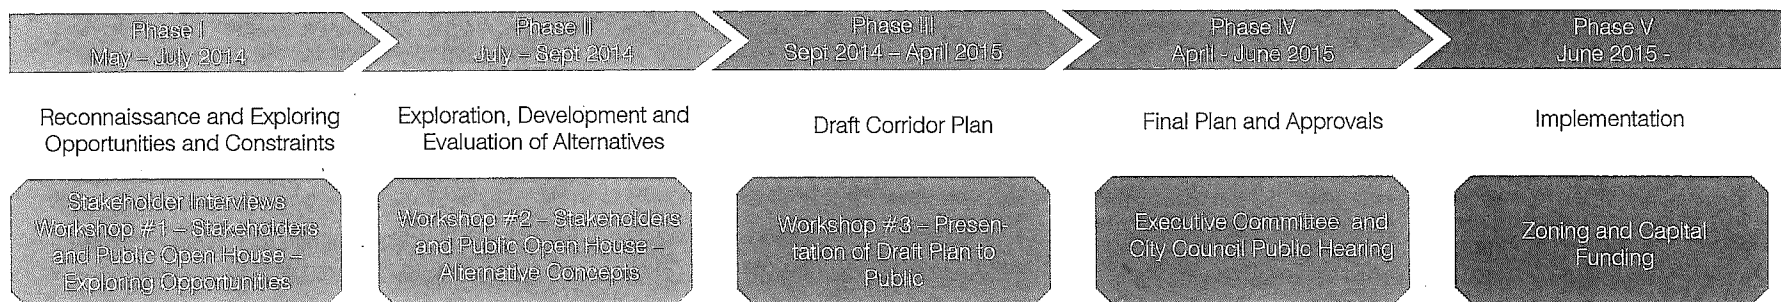 Phase I
May – July 2014
Phase II
July – Sept 2014
Phase III
Sept 2014 – April 2015
Phase IV
April - June 2015
Phase V
June 2015 -
Reconnaissance and Exploring
Opportunities and Constraints
Exploration, Development and
Evaluation of Alternatives
Draft Corridor Plan
Final Plan and Approvals
Implementation
Stakeholder Interviews
Workshop #1 – Stakeholders
and Public Open House –
Exploring Opportunities
Workshop #2 – Stakeholders
and Public Open House –
Alternative Concepts
Workshop #3 – Presen-
tation of Draft Plan to
Public
Executive Committee and
City Council Public Hearing
Zoning and Capital
Funding